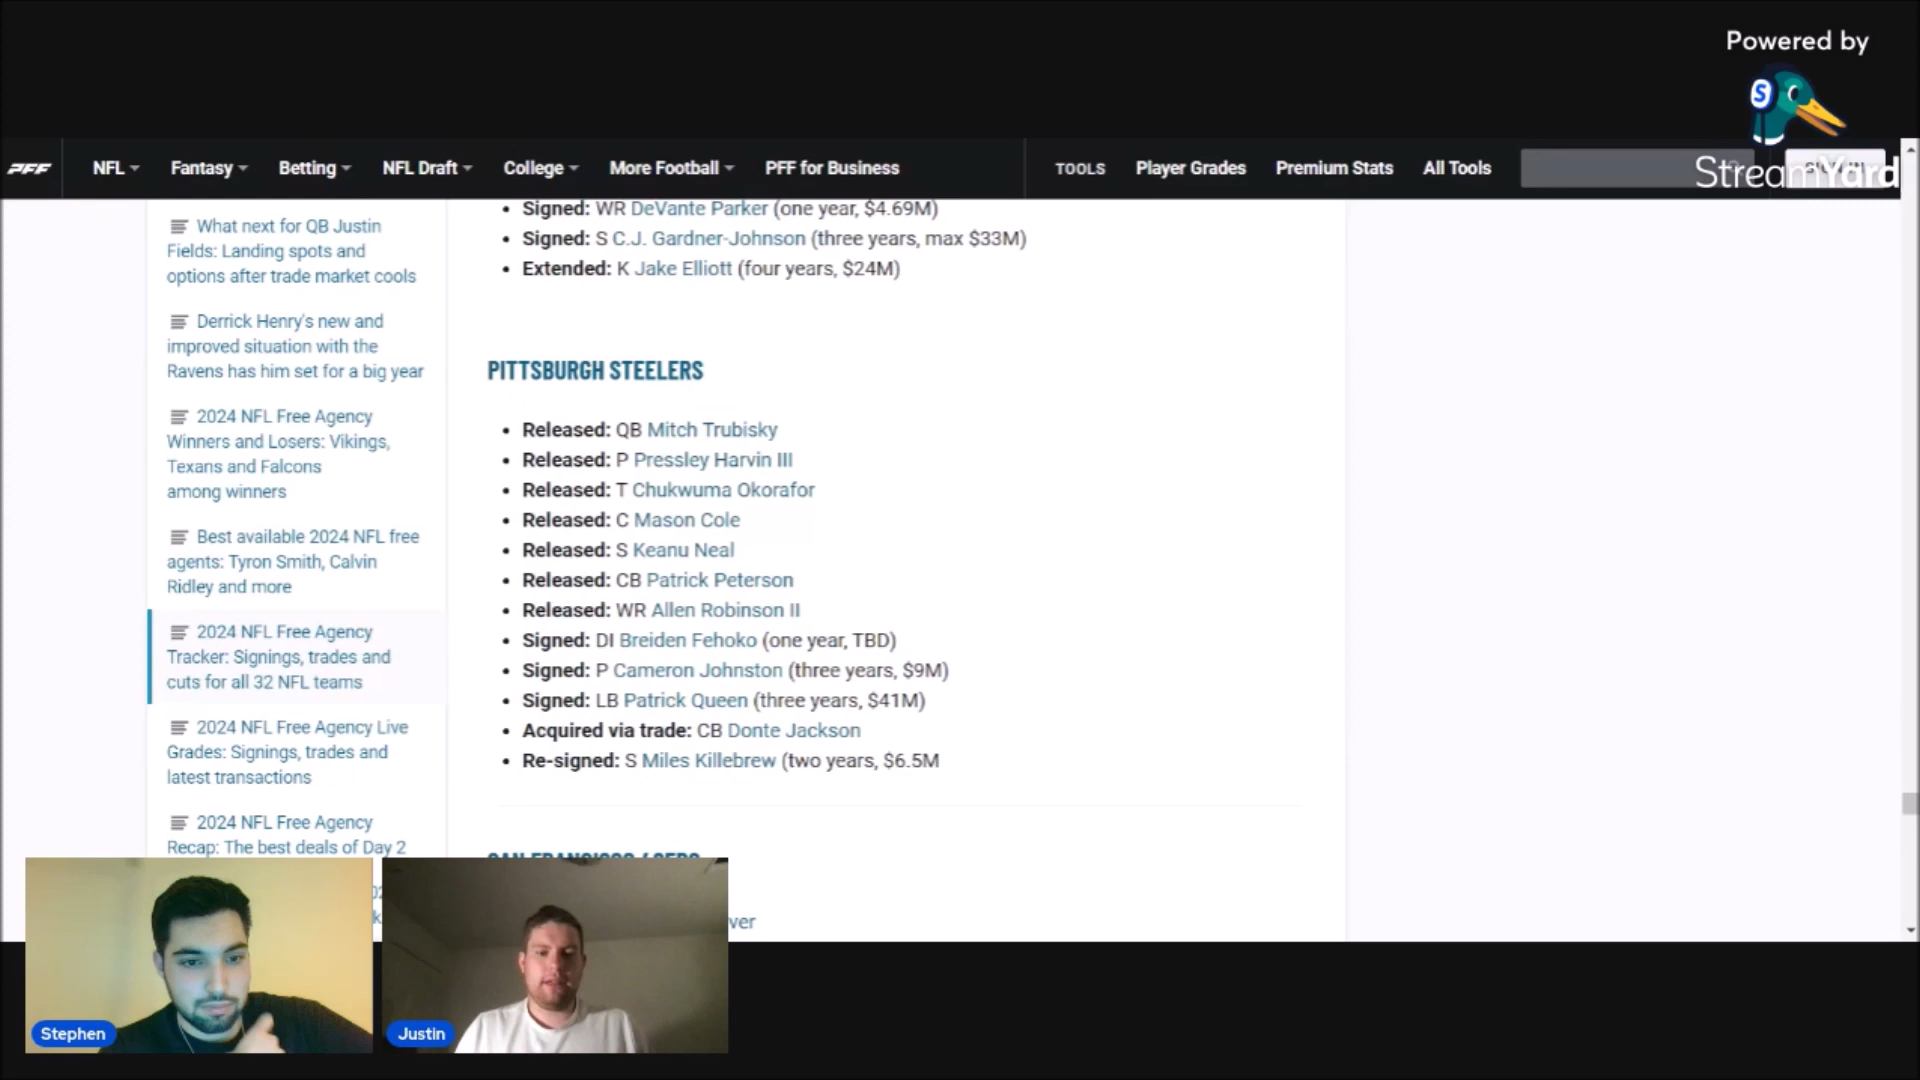 Powered by
StreamYard
PFF
NFL
Fantasy
Betting
NFL Draft
College
More Football
PFF for Business
TOOLS
Player Grades
Premium Stats
All Tools
What next for QB Justin
Fields: Landing spots and
options after trade market cools
Derrick Henry's new and
improved situation with the
Ravens has him set for a big year
2024 NFL Free Agency
Winners and Losers: Vikings,
Texans and Falcons
among winners
Best available 2024 NFL free
agents: Tyron Smith, Calvin
Ridley and more
2024 NFL Free Agency
Tracker: Signings, trades and
cuts for all 32 NFL teams
2024 NFL Free Agency Live
Grades: Signings, trades and
latest transactions
2024 NFL Free Agency
Recap: The best deals of Day 2
• Signed: WR DeVante Parker (one year, $4.69M)
• Signed: S C.J. Gardner-Johnson (three years, max $33M)
• Extended: K Jake Elliott (four years, $24M)
PITTSBURGH STEELERS
• Released: QB Mitch Trubisky
• Released: P Pressley Harvin III
• Released: T Chukwuma Okorafor
• Released: C Mason Cole
• Released: S Keanu Neal
• Released: CB Patrick Peterson
• Released: WR Allen Robinson II
• Signed: DI Breiden Fehoko (one year, TBD)
• Signed: P Cameron Johnston (three years, $9M)
• Signed: LB Patrick Queen (three years, $41M)
• Acquired via trade: CB Donte Jackson
• Re-signed: S Miles Killebrew (two years, $6.5M
ver
Stephen
Justin